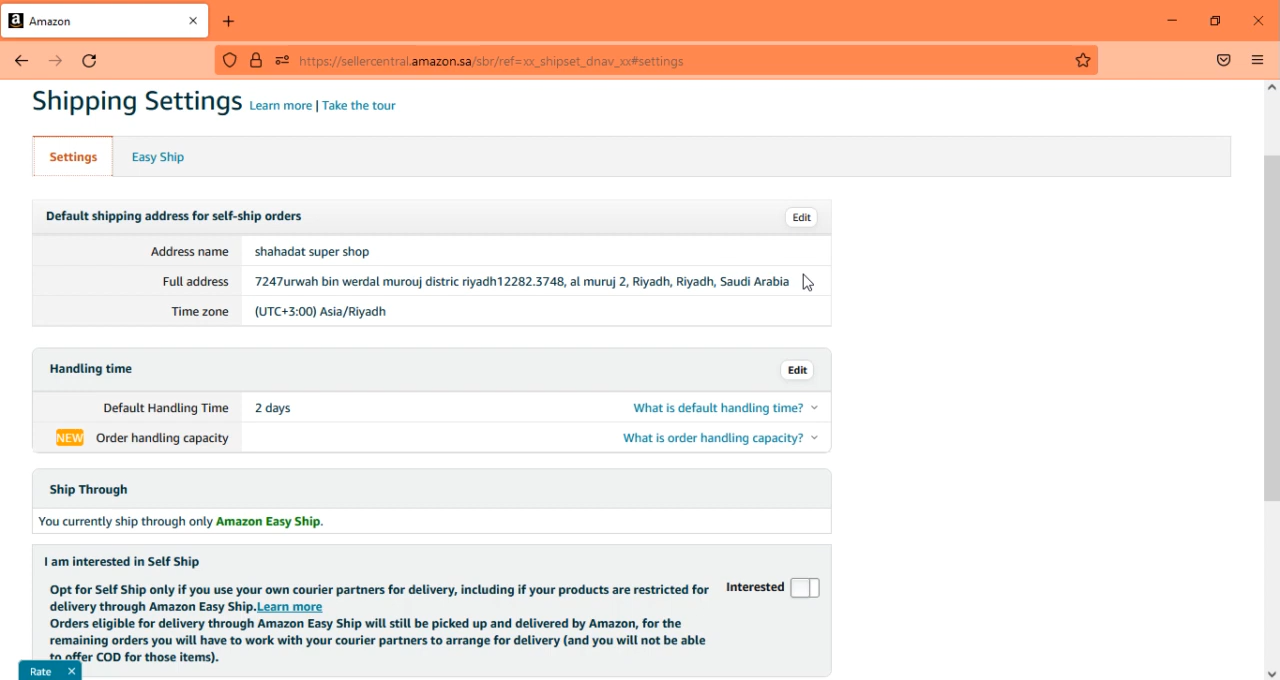 Amazon
https://sellercentral.amazon.sa/sbr/ref=xx_shipset_dnav_xx#settings
Shipping Settings Learn more | Take the tour
Settings Easy Ship
Default shipping address for self-ship orders Edit
Address name shahadat super shop
Full address 7247urwah bin werdal murouj distric riyadh12282.3748, al muruj 2, Riyadh, Riyadh, Saudi Arabia
Time zone (UTC+3:00) Asia/Riyadh
Handling time Edit
Default Handling Time 2 days What is default handling time?
NEW Order handling capacity What is order handling capacity?
Ship Through
You currently ship through only Amazon Easy Ship.
I am interested in Self Ship
Opt for Self Ship only if you use your own courier partners for delivery, including if your products are restricted for Interested
delivery through Amazon Easy Ship.Learn more
Orders eligible for delivery through Amazon Easy Ship will still be picked up and delivered by Amazon, for the
remaining orders you will have to work with your courier partners to arrange for delivery (and you will not be able
to offer COD for those items).
Rate